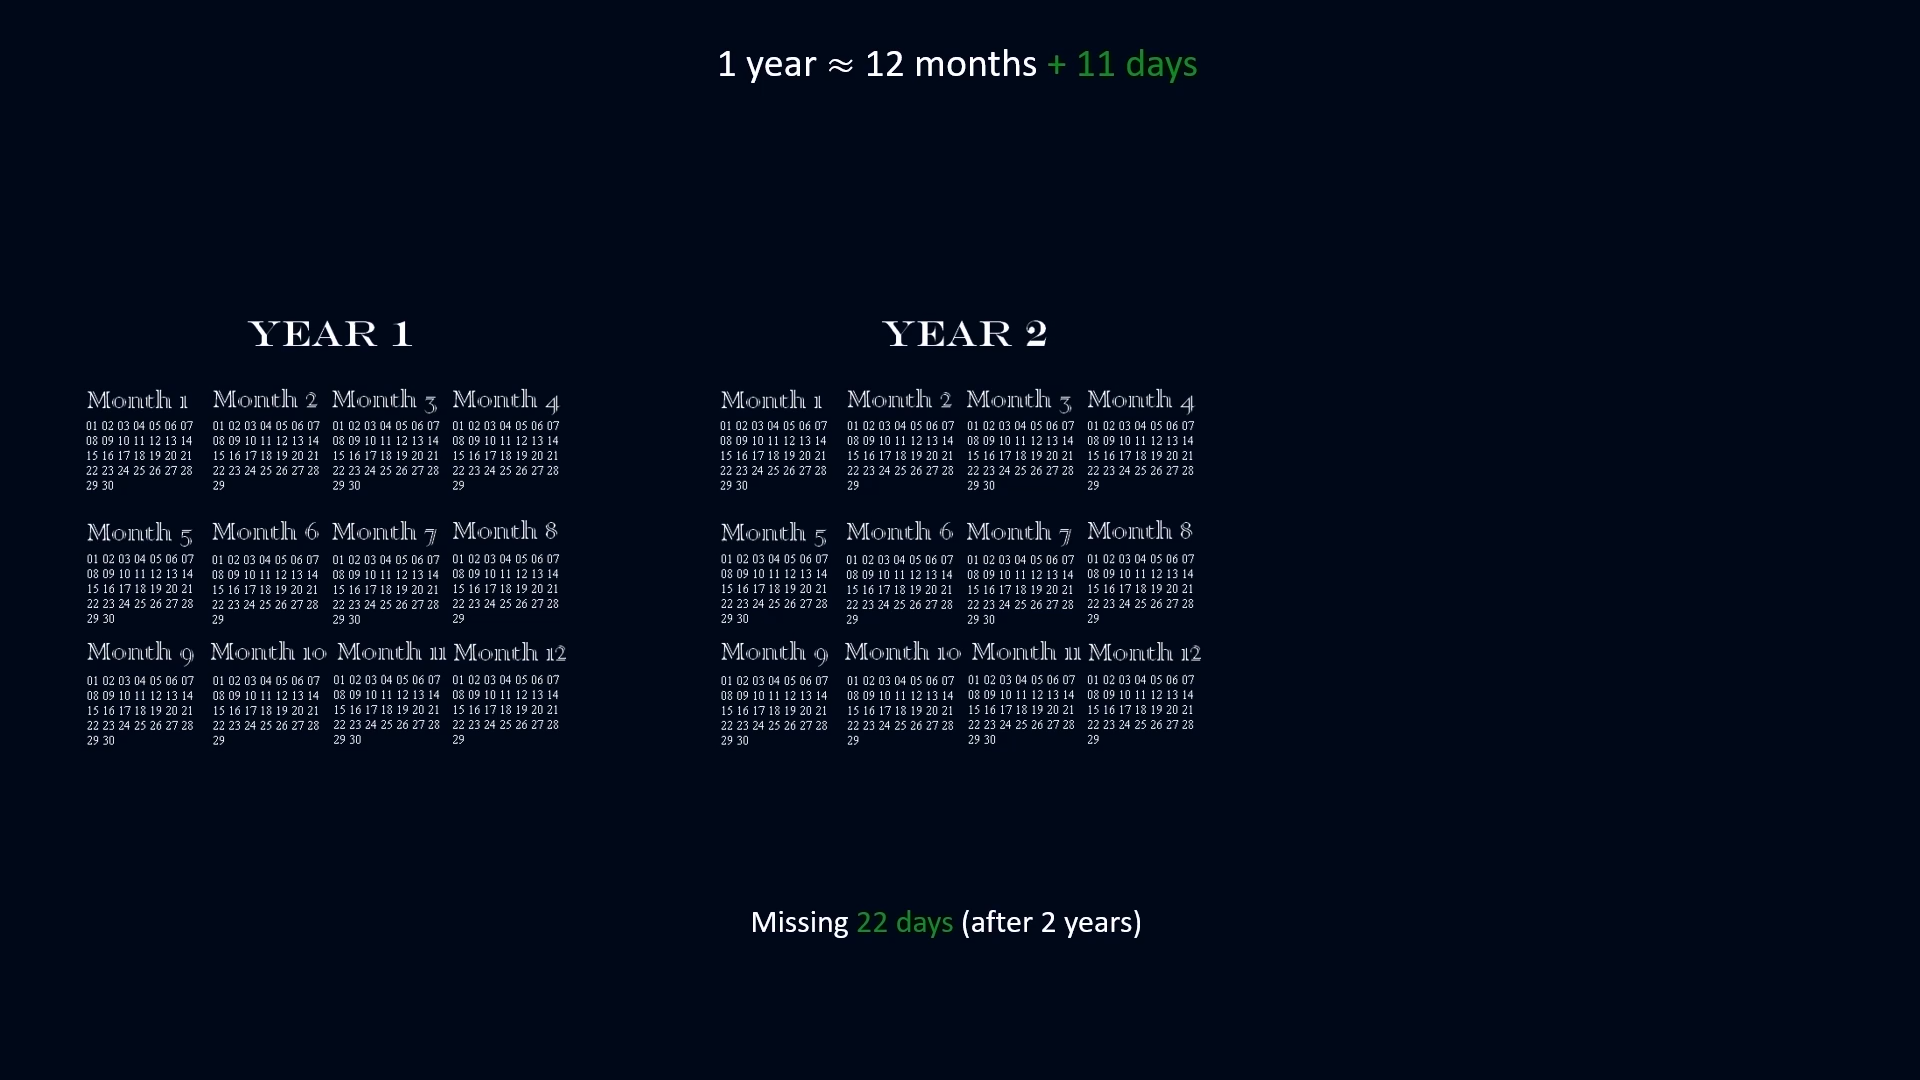 1 year ≈ 12 months + 11 days
YEAR 1
Month 1 Month 2 Month 3 Month 4
01 02 03 04 05 06 07 01 02 03 04 05 06 07 01 02 03 04 05 06 07 01 02 03 04 05 06 07
08 09 10 11 12 13 14 08 09 10 11 12 13 14 08 09 10 11 12 13 14 08 09 10 11 12 13 14
15 16 17 18 19 20 21 15 16 17 18 19 20 21 15 16 17 18 19 20 21 15 16 17 18 19 20 21
22 23 24 25 26 27 28 22 23 24 25 26 27 28 22 23 24 25 26 27 28 22 23 24 25 26 27 28
29 30 29 29 30 29
Month 5 Month 6 Month 7 Month 8
01 02 03 04 05 06 07 01 02 03 04 05 06 07 01 02 03 04 05 06 07 01 02 03 04 05 06 07
08 09 10 11 12 13 14 08 09 10 11 12 13 14 08 09 10 11 12 13 14 08 09 10 11 12 13 14
15 16 17 18 19 20 21 15 16 17 18 19 20 21 15 16 17 18 19 20 21 15 16 17 18 19 20 21
22 23 24 25 26 27 28 22 23 24 25 26 27 28 22 23 24 25 26 27 28 22 23 24 25 26 27 28
29 30 29 29 30 29
Month 9 Month 10 Month 11 Month 12
01 02 03 04 05 06 07 01 02 03 04 05 06 07 01 02 03 04 05 06 07 01 02 03 04 05 06 07
08 09 10 11 12 13 14 08 09 10 11 12 13 14 08 09 10 11 12 13 14 08 09 10 11 12 13 14
15 16 17 18 19 20 21 15 16 17 18 19 20 21 15 16 17 18 19 20 21 15 16 17 18 19 20 21
22 23 24 25 26 27 28 22 23 24 25 26 27 28 22 23 24 25 26 27 28 22 23 24 25 26 27 28
29 30 29 29 30 29
YEAR 2
Month 1 Month 2 Month 3 Month 4
01 02 03 04 05 06 07 01 02 03 04 05 06 07 01 02 03 04 05 06 07 01 02 03 04 05 06 07
08 09 10 11 12 13 14 08 09 10 11 12 13 14 08 09 10 11 12 13 14 08 09 10 11 12 13 14
15 16 17 18 19 20 21 15 16 17 18 19 20 21 15 16 17 18 19 20 21 15 16 17 18 19 20 21
22 23 24 25 26 27 28 22 23 24 25 26 27 28 22 23 24 25 26 27 28 22 23 24 25 26 27 28
29 30 29 29 30 29
Month 5 Month 6 Month 7 Month 8
01 02 03 04 05 06 07 01 02 03 04 05 06 07 01 02 03 04 05 06 07 01 02 03 04 05 06 07
08 09 10 11 12 13 14 08 09 10 11 12 13 14 08 09 10 11 12 13 14 08 09 10 11 12 13 14
15 16 17 18 19 20 21 15 16 17 18 19 20 21 15 16 17 18 19 20 21 15 16 17 18 19 20 21
22 23 24 25 26 27 28 22 23 24 25 26 27 28 22 23 24 25 26 27 28 22 23 24 25 26 27 28
29 30 29 29 30 29
Month 9 Month 10 Month 11 Month 12
01 02 03 04 05 06 07 01 02 03 04 05 06 07 01 02 03 04 05 06 07 01 02 03 04 05 06 07
08 09 10 11 12 13 14 08 09 10 11 12 13 14 08 09 10 11 12 13 14 08 09 10 11 12 13 14
15 16 17 18 19 20 21 15 16 17 18 19 20 21 15 16 17 18 19 20 21 15 16 17 18 19 20 21
22 23 24 25 26 27 28 22 23 24 25 26 27 28 22 23 24 25 26 27 28 22 23 24 25 26 27 28
29 30 29 29 30 29
Missing 22 days (after 2 years)